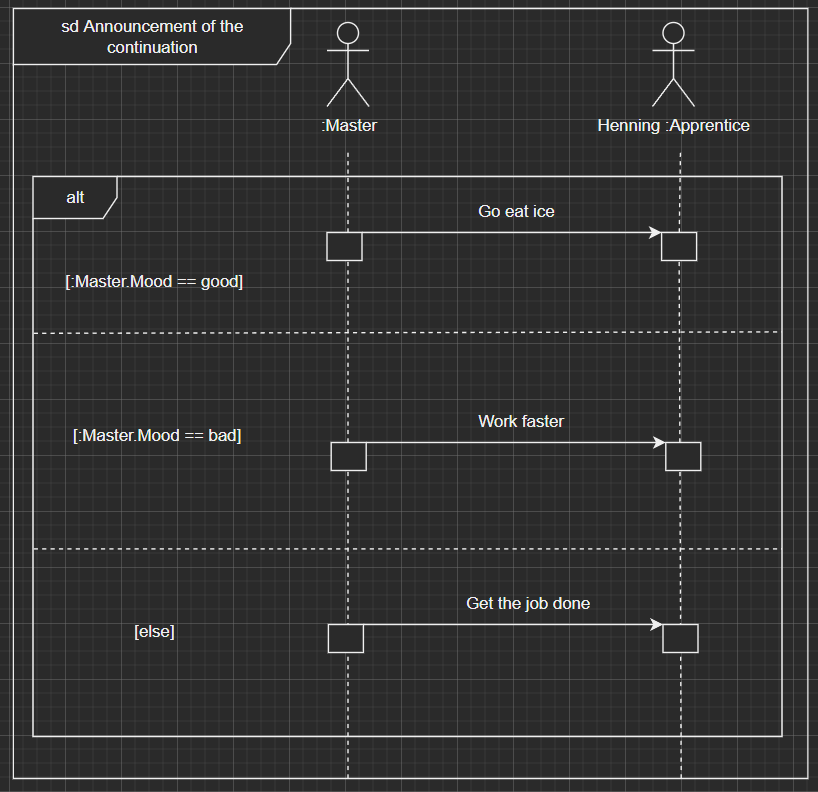 sd Announcement of the
continuation
:Master
Henning :Apprentice
alt
Go eat ice
[:Master.Mood == good]
Work faster
[:Master.Mood == bad]
Get the job done
[else]